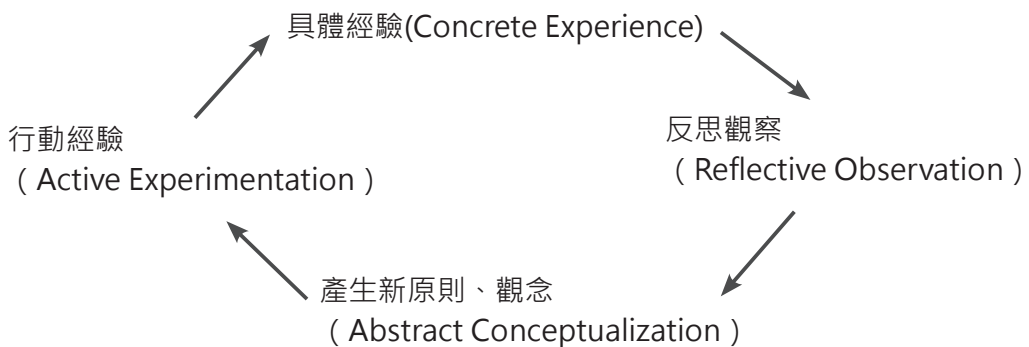 具體經驗(Concrete Experience)
反思觀察
（Reflective Observation）
產生新原則、觀念
（Abstract Conceptualization）
行動經驗
（Active Experimentation）